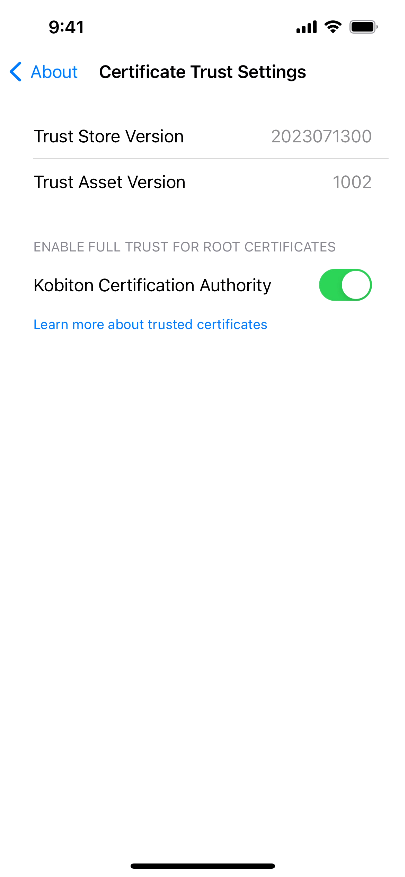 9:41
About
Certificate Trust Settings
Trust Store Version 2023071300
Trust Asset Version 1002
ENABLE FULL TRUST FOR ROOT CERTIFICATES
Kobiton Certification Authority
Learn more about trusted certificates